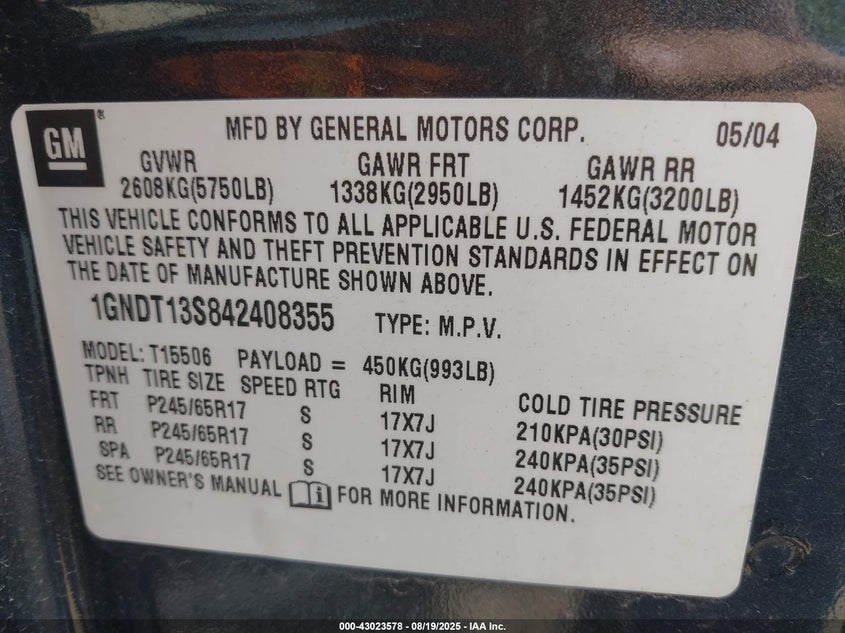 GM®
MFD BY GENERAL MOTORS CORP. 05/04
GVWR GAWR FRT GAWR RR
2608KG(5750LB) 1338KG(2950LB) 1452KG(3200LB)
THIS VEHICLE CONFORMS TO ALL APPLICABLE U.S. FEDERAL MOTOR
VEHICLE SAFETY AND THEFT PREVENTION STANDARDS IN EFFECT ON
THE DATE OF MANUFACTURE SHOWN ABOVE.
1GNDT13S842408355 TYPE: M.P.V.
MODEL: T15506 PAYLOAD = 450KG(993LB)
TPNH TIRE SIZE SPEED RTG RIM COLD TIRE PRESSURE
FRT P245/65R17 S 17X7J 210KPA(30PSI)
RR P245/65R17 S 17X7J 240KPA(35PSI)
SPA P245/65R17 S 17X7J 240KPA(35PSI)
SEE OWNER'S MANUAL FOR MORE INFORMATION.
000-43023578 - 08/19/2025 - IAA Inc.